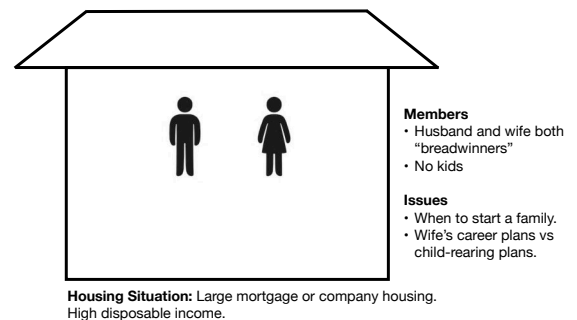 Members
• Husband and wife both
“breadwinners”
• No kids
Issues
• When to start a family.
• Wife’s career plans vs
child-rearing plans.
Housing Situation: Large mortgage or company housing.
High disposable income.